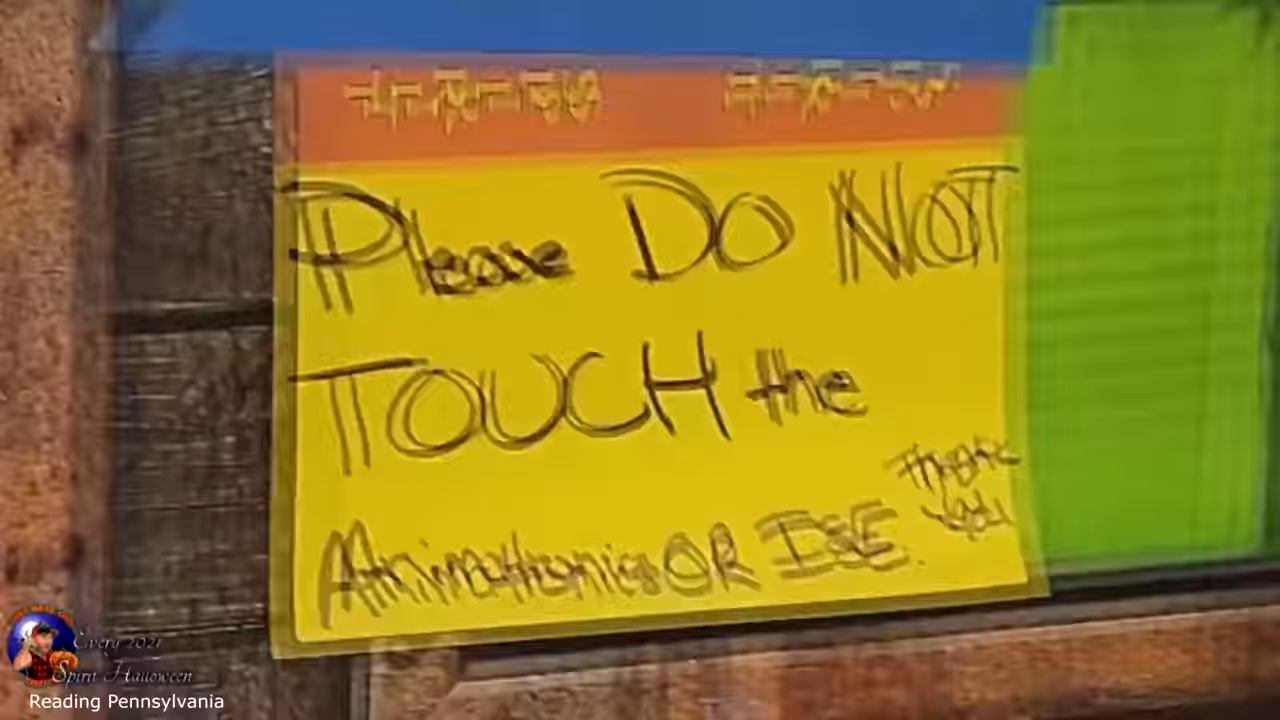 Please DO NOT
TOUCH the
Animatronics OR ELSE.
Thank
you
Every 2021
Spirit Halloween
Reading Pennsylvania